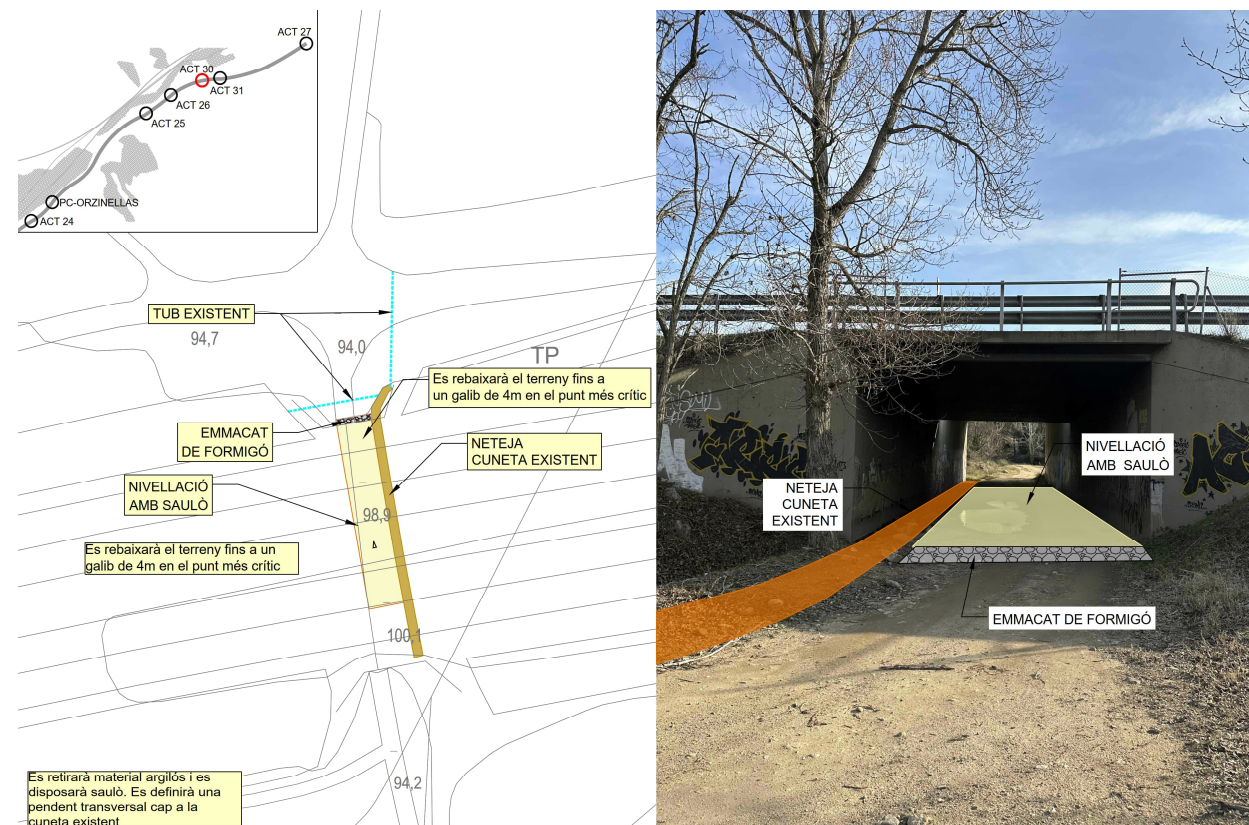 ACT 27
ACT 30
ACT 31
ACT 26
ACT 25
PC-ORZINELLAS
ACT 24
TUB EXISTENT
94,7
94,0
TP
Es rebaixarà el terreny fins a
un galib de 4m en el punt més crític
EMMACAT
DE FORMIGÓ
NETEJA
CUNETA EXISTENT
NIVELLACIÓ
AMB SAULÒ
98,9
Es rebaixarà el terreny fins a un
galib de 4m en el punt més crític
100,1
94,2
Es retirarà material argilós i es
disposarà saulò. Es definirà una
pendent transversal cap a la
cuneta existent
NIVELLACIÓ
AMB SAULÒ
NETEJA
CUNETA
EXISTENT
EMMACAT DE FORMIGÓ